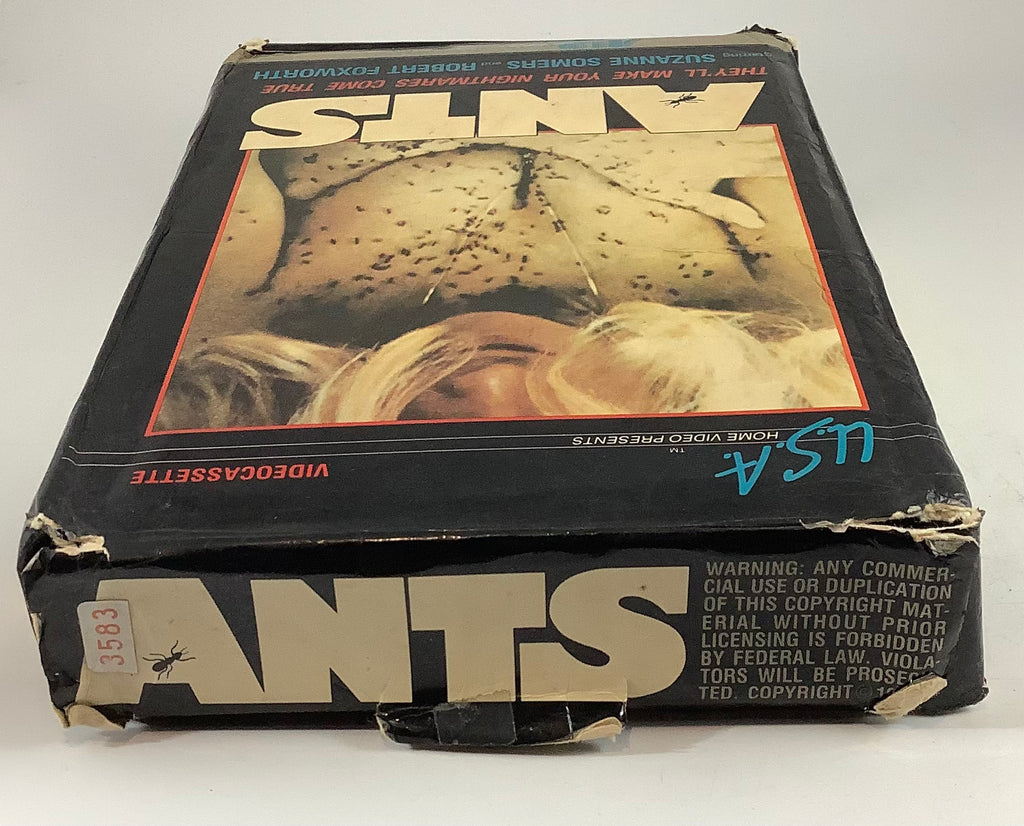 U.S.A.
HOME VIDEO PRESENTS
TM
VIDEOCASSETTE
ANTS
THEY'LL MAKE YOUR NIGHTMARES COME TRUE
Starring SUZANNE SOMERS and ROBERT FOXWORTH
3583
ANTS
WARNING: ANY COMMER-
CIAL USE OR DUPLICATION
OF THIS COPYRIGHT MAT-
ERIAL WITHOUT PRIOR
LICENSING IS FORBIDDEN
BY FEDERAL LAW. VIOLA-
TORS WILL BE
TED. COPYRIGHT ©